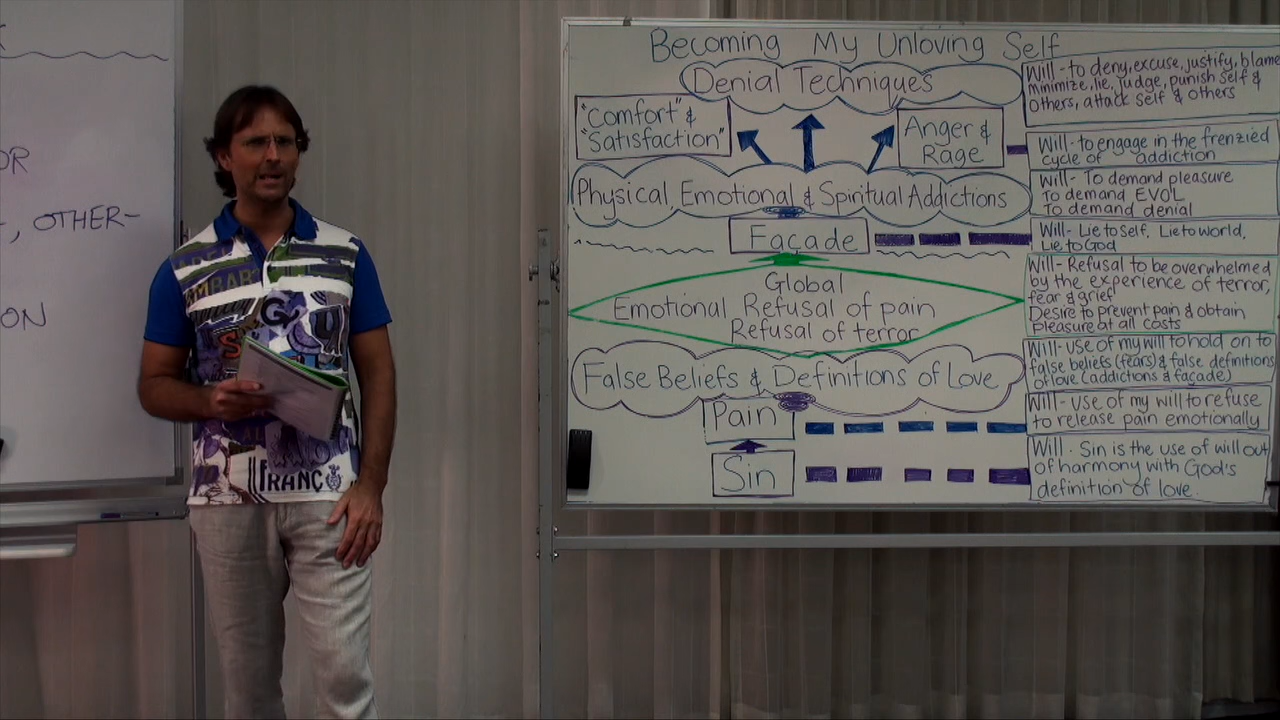 OR
, OTHER-
ON
Becoming My Unloving Self
Denial Techniques
"Comfort" &
"Satisfaction"
Anger &
Rage
Physical, Emotional & Spiritual Addictions
Façade
Global
Emotional Refusal of pain
Refusal of terror
False Beliefs & Definitions of Love
Pain
Sin
Will - to deny, excuse, justify, blame
minimize, lie, judge, punish self &
others, attack self & others
Will - to engage in the frenzied
cycle of addiction
Will - To demand pleasure
To demand EVOL
To demand denial
Will - Lie to Self, Lie to world,
Lie to God
Will - Refusal to be overwhelmed
by the experience of terror,
fear & grief
Desire to prevent pain & obtain
pleasure at all costs
Will - use of my will to hold on to
false beliefs (fears) & false definitions
of love (addictions & façade)
Will - use of my will to refuse
to release pain emotionally
Will - Sin is the use of will out
of harmony with God's
definition of love.
FRANÇ